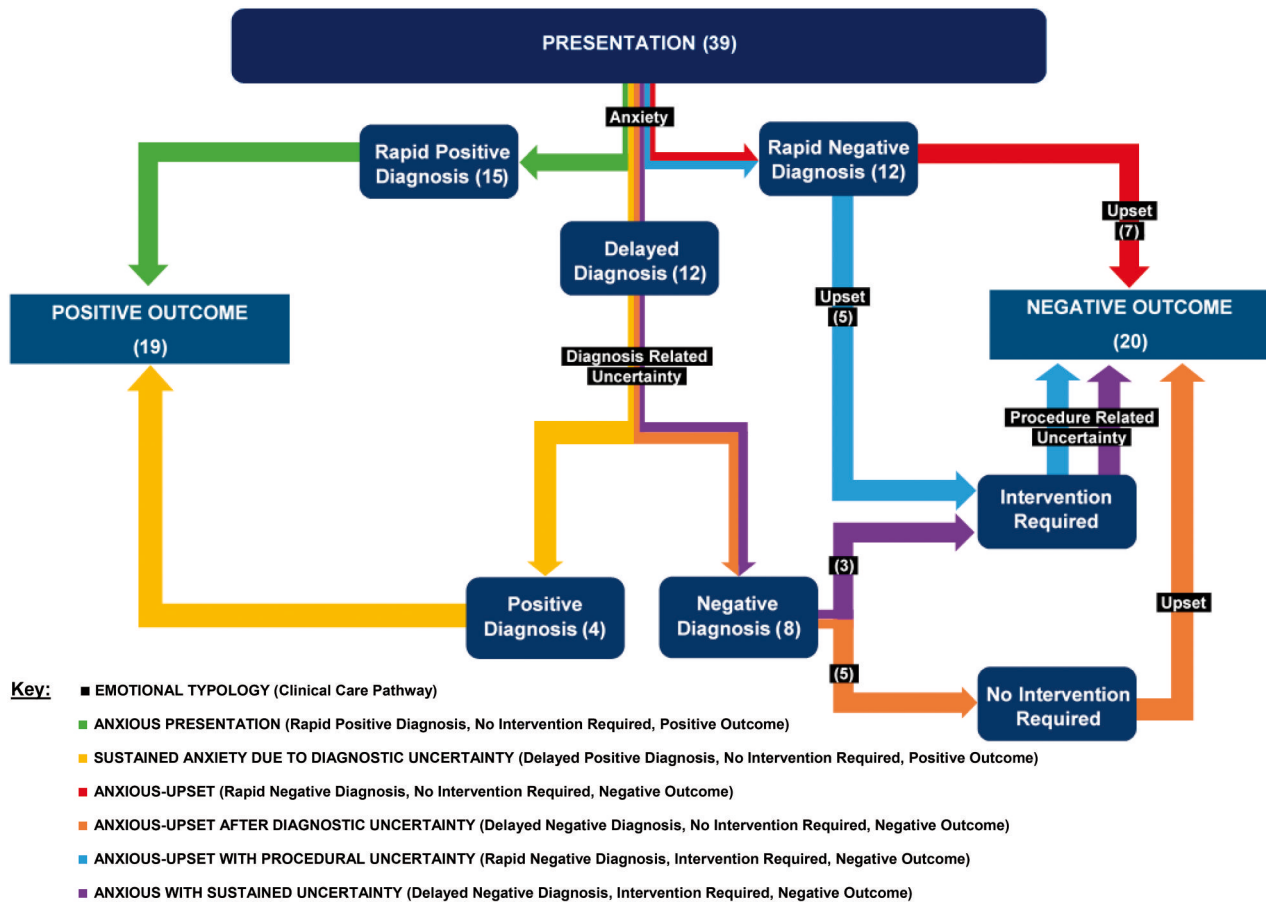 PRESENTATION (39)
Anxiety
Rapid Positive
Diagnosis (15)
Rapid Negative
Diagnosis (12)
Upset
(7)
Delayed
Diagnosis (12)
Upset
(5)
POSITIVE OUTCOME
(19)
NEGATIVE OUTCOME
(20)
Diagnosis Related
Uncertainty
Procedure Related
Uncertainty
Intervention
Required
(3)
Positive
Diagnosis (4)
Negative
Diagnosis (8)
Upset
(5)
No Intervention
Required
Key:
EMOTIONAL TYPOLOGY (Clinical Care Pathway)
ANXIOUS PRESENTATION (Rapid Positive Diagnosis, No Intervention Required, Positive Outcome)
SUSTAINED ANXIETY DUE TO DIAGNOSTIC UNCERTAINTY (Delayed Positive Diagnosis, No Intervention Required, Positive Outcome)
ANXIOUS-UPSET (Rapid Negative Diagnosis, No Intervention Required, Negative Outcome)
ANXIOUS-UPSET AFTER DIAGNOSTIC UNCERTAINTY (Delayed Negative Diagnosis, No Intervention Required, Negative Outcome)
ANXIOUS-UPSET WITH PROCEDURAL UNCERTAINTY (Rapid Negative Diagnosis, Intervention Required, Negative Outcome)
ANXIOUS WITH SUSTAINED UNCERTAINTY (Delayed Negative Diagnosis, Intervention Required, Negative Outcome)